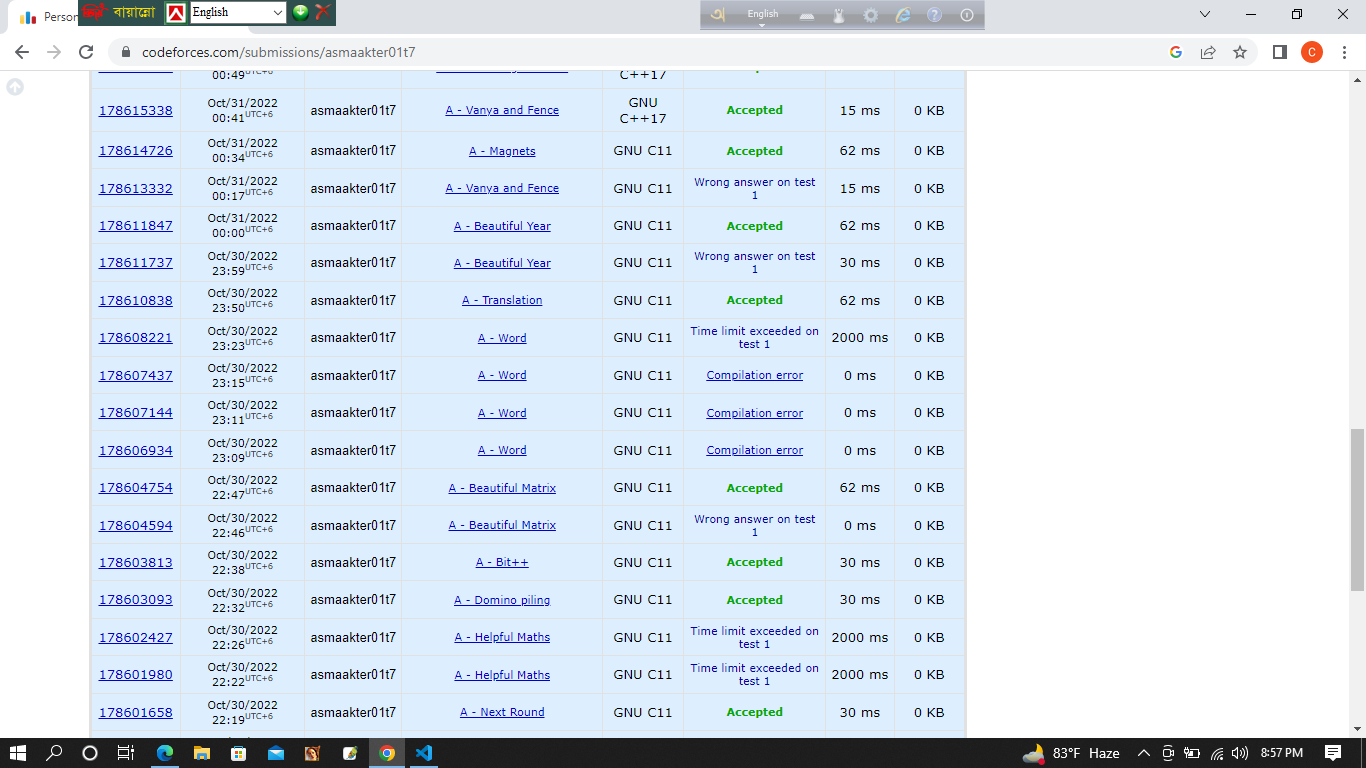 Person
বায়ান্নো
English
English
codeforces.com/submissions/asmaakter01t7
C
00:49UTC+6
C++17
178615338 Oct/31/2022 00:41UTC+6 asmaakter01t7 A - Vanya and Fence GNU C++17 Accepted 15 ms 0 KB
178614726 Oct/31/2022 00:34UTC+6 asmaakter01t7 A - Magnets GNU C11 Accepted 62 ms 0 KB
178613332 Oct/31/2022 00:17UTC+6 asmaakter01t7 A - Vanya and Fence GNU C11 Wrong answer on test 1 15 ms 0 KB
178611847 Oct/31/2022 00:00UTC+6 asmaakter01t7 A - Beautiful Year GNU C11 Accepted 62 ms 0 KB
178611737 Oct/30/2022 23:59UTC+6 asmaakter01t7 A - Beautiful Year GNU C11 Wrong answer on test 1 30 ms 0 KB
178610838 Oct/30/2022 23:50UTC+6 asmaakter01t7 A - Translation GNU C11 Accepted 62 ms 0 KB
178608221 Oct/30/2022 23:23UTC+6 asmaakter01t7 A - Word GNU C11 Time limit exceeded on test 1 2000 ms 0 KB
178607437 Oct/30/2022 23:15UTC+6 asmaakter01t7 A - Word GNU C11 Compilation error 0 ms 0 KB
178607144 Oct/30/2022 23:11UTC+6 asmaakter01t7 A - Word GNU C11 Compilation error 0 ms 0 KB
178606934 Oct/30/2022 23:09UTC+6 asmaakter01t7 A - Word GNU C11 Compilation error 0 ms 0 KB
178604754 Oct/30/2022 22:47UTC+6 asmaakter01t7 A - Beautiful Matrix GNU C11 Accepted 62 ms 0 KB
178604594 Oct/30/2022 22:46UTC+6 asmaakter01t7 A - Beautiful Matrix GNU C11 Wrong answer on test 1 0 ms 0 KB
178603813 Oct/30/2022 22:38UTC+6 asmaakter01t7 A - Bit++ GNU C11 Accepted 30 ms 0 KB
178603093 Oct/30/2022 22:32UTC+6 asmaakter01t7 A - Domino piling GNU C11 Accepted 30 ms 0 KB
178602427 Oct/30/2022 22:26UTC+6 asmaakter01t7 A - Helpful Maths GNU C11 Time limit exceeded on test 1 2000 ms 0 KB
178601980 Oct/30/2022 22:22UTC+6 asmaakter01t7 A - Helpful Maths GNU C11 Time limit exceeded on test 1 2000 ms 0 KB
178601658 Oct/30/2022 22:19UTC+6 asmaakter01t7 A - Next Round GNU C11 Accepted 30 ms 0 KB
83°F Haze
8:57 PM